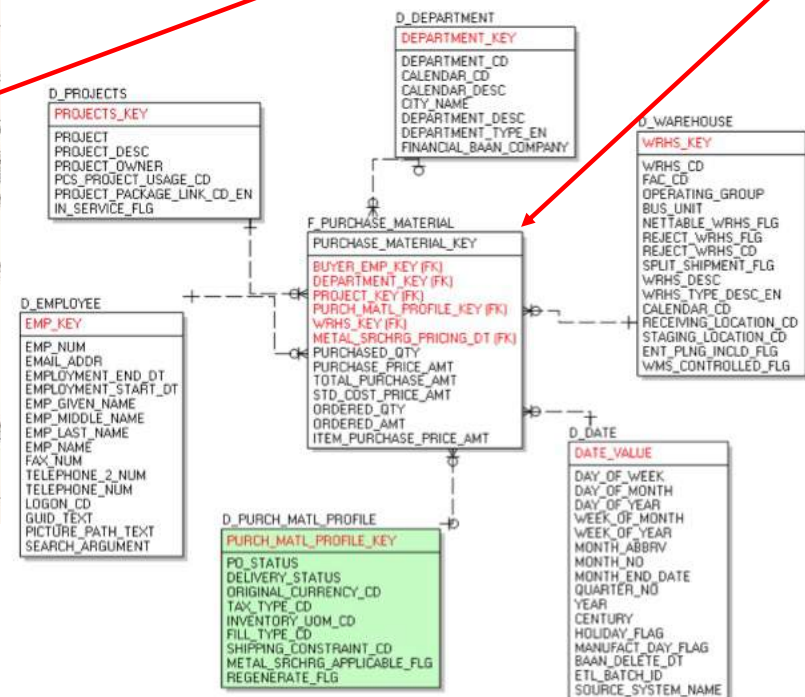 D_DEPARTMENT
DEPARTMENT_KEY
DEPARTMENT_CD
CALENDAR_CD
CALENDAR_DESC
CITY_NAME
DEPARTMENT_DESC
DEPARTMENT_TYPE_EN
FINANCIAL_BAAN_COMPANY
D_PROJECTS
PROJECTS_KEY
PROJECT
PROJECT_DESC
PROJECT_OWNER
PCS_PROJECT_USAGE_CD
PROJECT_PACKAGE_LINK_CD_EN
IN_SERVICE_FLG
D_WAREHOUSE
WRHS_KEY
WRHS_CD
FAC_CD
OPERATING_GROUP
BUS_UNIT
NETTABLE_WRHS_FLG
REJECT_WRHS_FLG
REJECT_WRHS_CD
SPLIT_SHIPMENT_FLG
WRHS_DESC
WRHS_TYPE_DESC_EN
CALENDAR_CD
RECEIVING_LOCATION_CD
STAGING_LOCATION_CD
ENT_PLNG_INCLD_FLG
WMS_CONTROLLED_FLG
F_PURCHASE_MATERIAL
PURCHASE_MATERIAL_KEY
BUYER_EMP_KEY (FK)
DEPARTMENT_KEY (FK)
PROJECT_KEY (FK)
PURCH_MATL_PROFILE_KEY (FK)
WRHS_KEY (FK)
METAL_SRCHRG_PRICING_DT (FK)
PURCHASED_QTY
PURCHASE_PRICE_AMT
TOTAL_PURCHASE_AMT
STD_COST_PRICE_AMT
ORDERED_QTY
ORDERED_AMT
ITEM_PURCHASE_PRICE_AMT
D_EMPLOYEE
EMP_KEY
EMP_NUM
EMAIL_ADDR
EMPLOYMENT_END_DT
EMPLOYMENT_START_DT
EMP_GIVEN_NAME
EMP_MIDDLE_NAME
EMP_LAST_NAME
EMP_NAME
FAX_NUM
TELEPHONE_2_NUM
TELEPHONE_NUM
LOGON_CD
GUID_TEXT
PICTURE_PATH_TEXT
SEARCH_ARGUMENT
D_PURCH_MATL_PROFILE
PURCH_MATL_PROFILE_KEY
PO_STATUS
DELIVERY_STATUS
ORIGINAL_CURRENCY_CD
TAX_TYPE_CD
INVENTORY_UOM_CD
FILL_TYPE_CD
SHIPPING_CONSTRAINT_CD
METAL_SRCHRG_APPLICABLE_FLG
REGENERATE_FLG
D_DATE
DATE_VALUE
DAY_OF_WEEK
DAY_OF_MONTH
DAY_OF_YEAR
WEEK_OF_MONTH
WEEK_OF_YEAR
MONTH_ABBRV
MONTH_NO
MONTH_END_DATE
QUARTER_NO
YEAR
CENTURY
HOLIDAY_FLAG
MANUFACT_DAY_FLAG
BAAN_DELETE_DT
ETL_BATCH_ID
SOURCE_SYSTEM_NAME